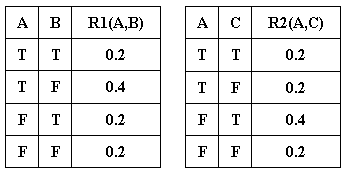 A B R1(A,B) A C R2(A,C)
T T 0.2 T T 0.2
T F 0.4 T F 0.2
F T 0.2 F T 0.4
F F 0.2 F F 0.2